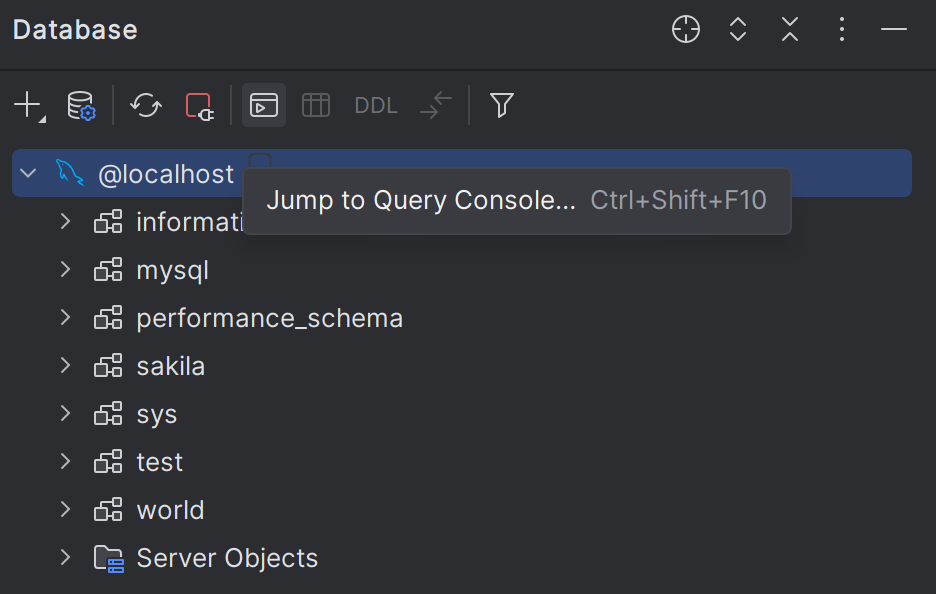 Database
DDL
@localhost
Jump to Query Console... Ctrl+Shift+F10
informati
mysql
performance_schema
sakila
sys
test
world
Server Objects